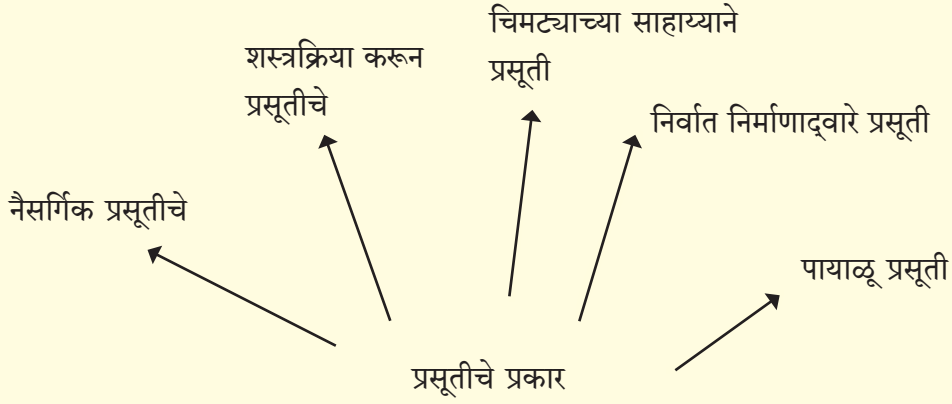 चिमट्याच्या साहाय्याने
प्रसूती
शस्त्रक्रिया करून
प्रसूतीचे
निर्वात निर्माणाद्‌वारे प्रसूती
नैसर्गिक प्रसूतीचे
पायाळू प्रसूती
प्रसूतीचे प्रकार